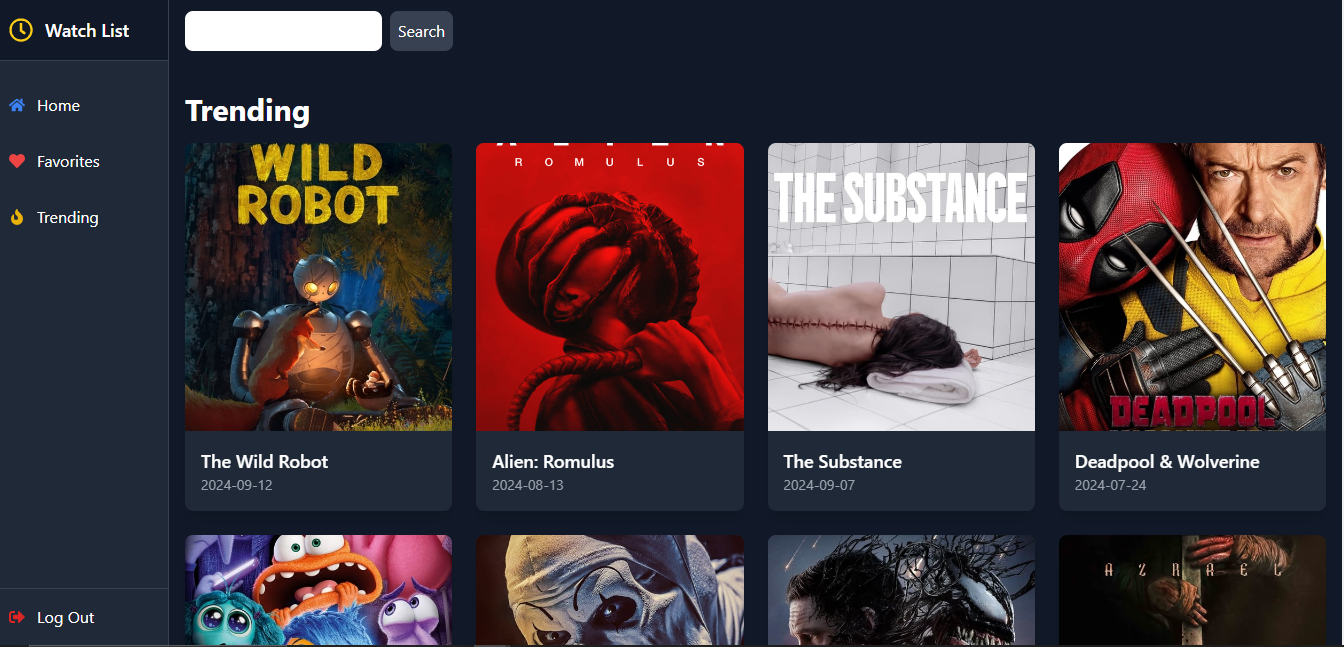 Watch List
Search
Home
Favorites
Trending
Log Out
Trending
WILD
ROBOT
ROMULUS
THE SUBSTANCE
DEADPOOL
The Wild Robot
2024-09-12
Alien: Romulus
2024-08-13
The Substance
2024-09-07
Deadpool & Wolverine
2024-07-24
AZRAEL